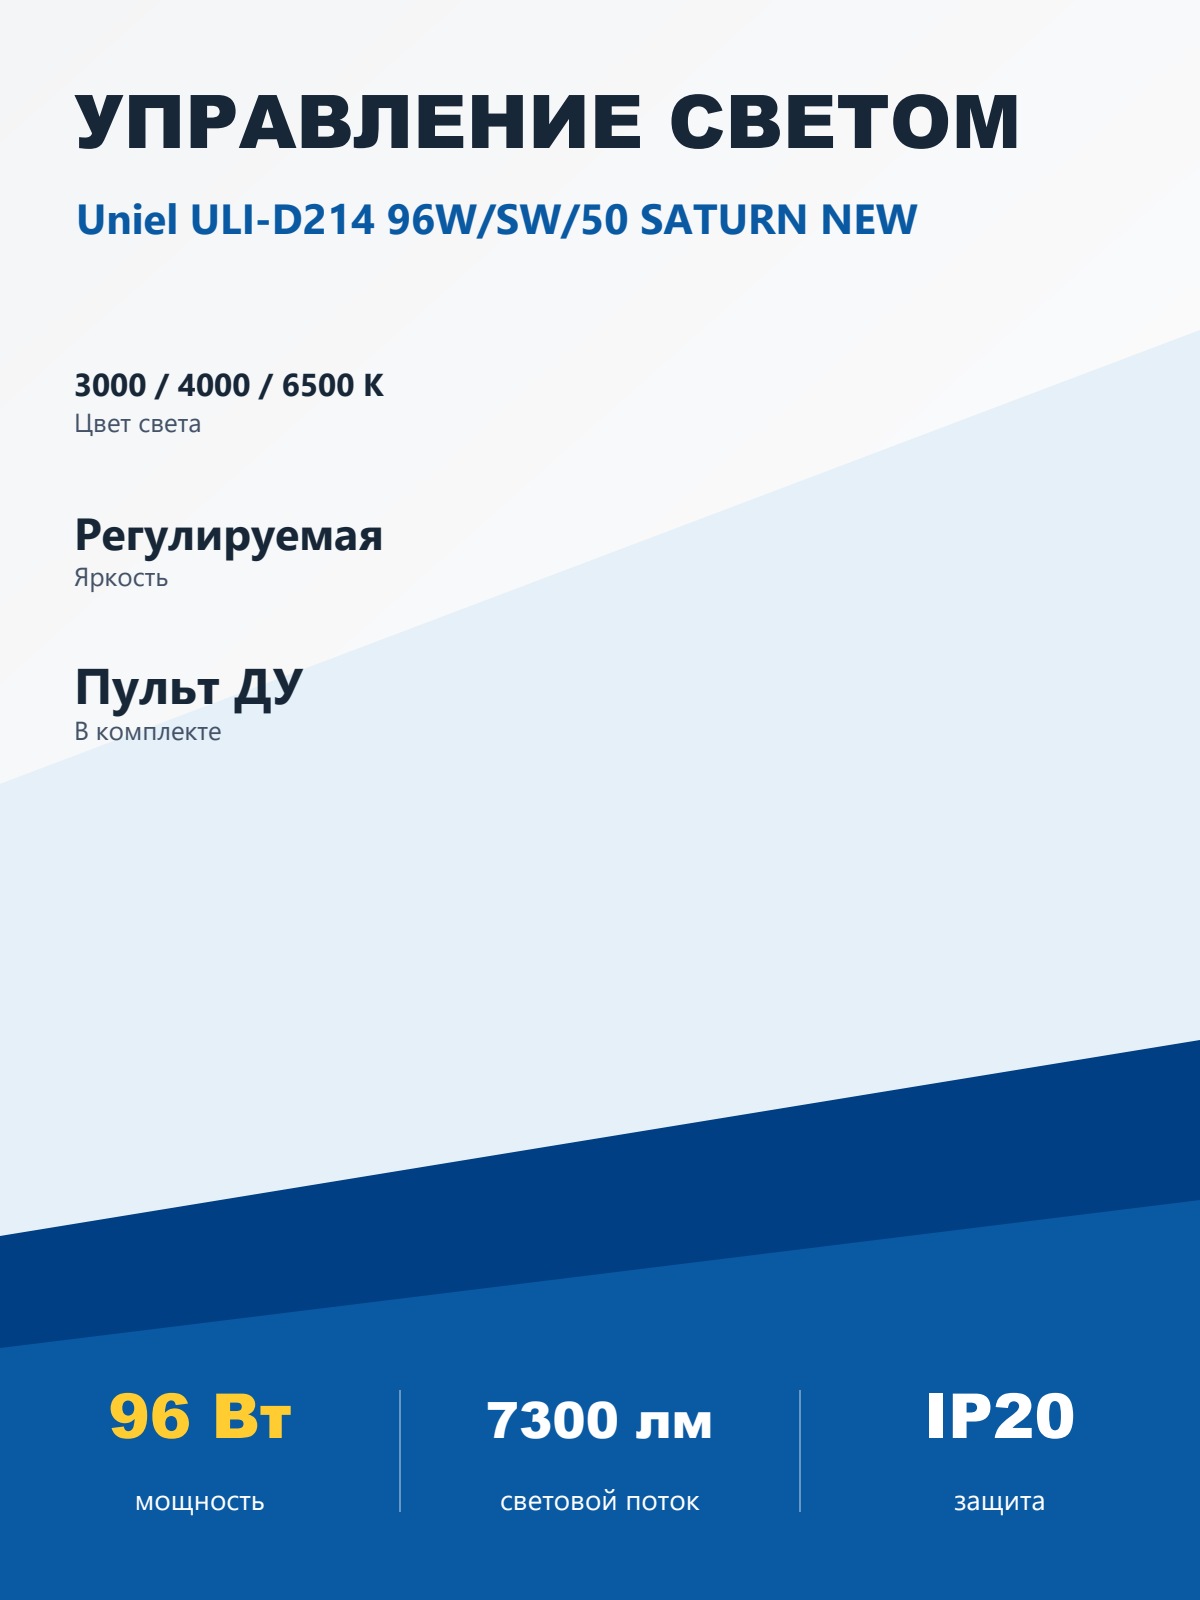 УПРАВЛЕНИЕ СВЕТОМ
Uniel ULI-D214 96W/SW/50 SATURN NEW
3000 / 4000 / 6500 К
Цвет света
Регулируемая
Яркость
Пульт ДУ
В комплекте
96 Вт
мощность
7300 лм
световой поток
IP20
защита